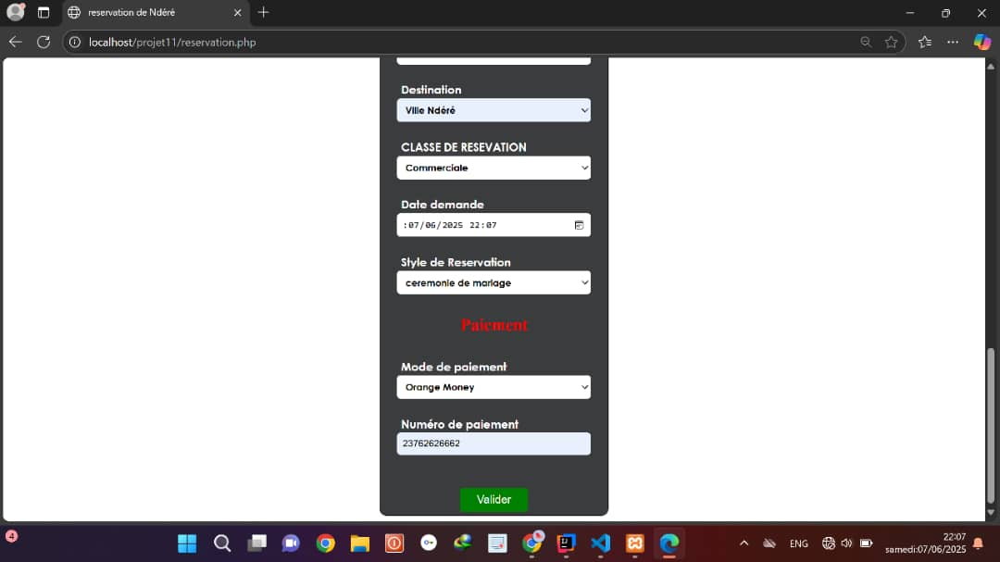 reservation de Ndéré
localhost/projet11/reservation.php
Destination
Ville Ndéré
CLASSE DE RESEVATION
Commerciale
Date demande
:07/06/2025 22:07
Style de Reservation
ceremonie de mariage
Paiement
Mode de paiement
Orange Money
Numéro de paiement
23762626662
Valider
4
ENG
22:07
samedi:07/06/2025